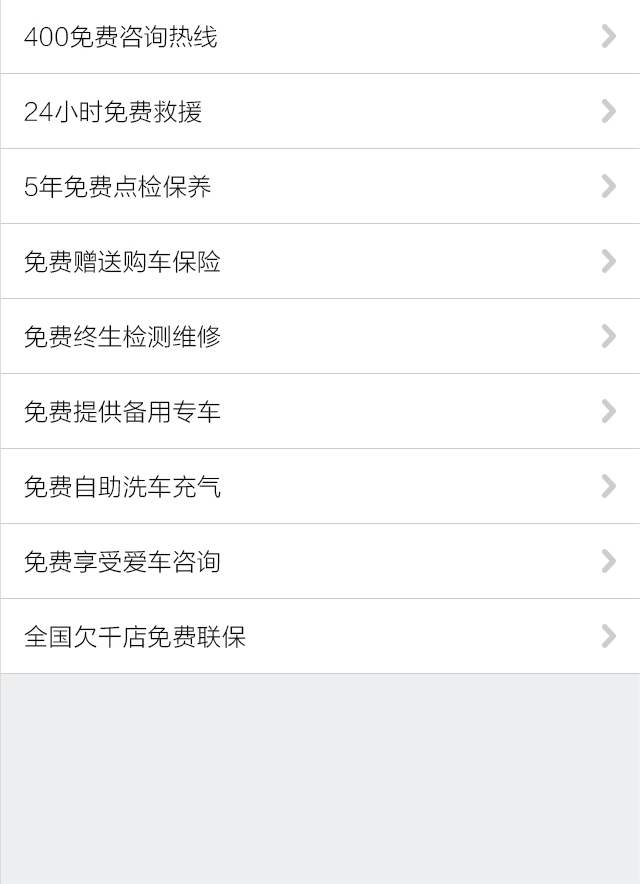 400免费咨询热线
24小时免费救援
5年免费点检保养
免费赠送购车保险
免费终生检测维修
免费提供备用专车
免费自助洗车充气
免费享受爱车咨询
全国欠千店免费联保